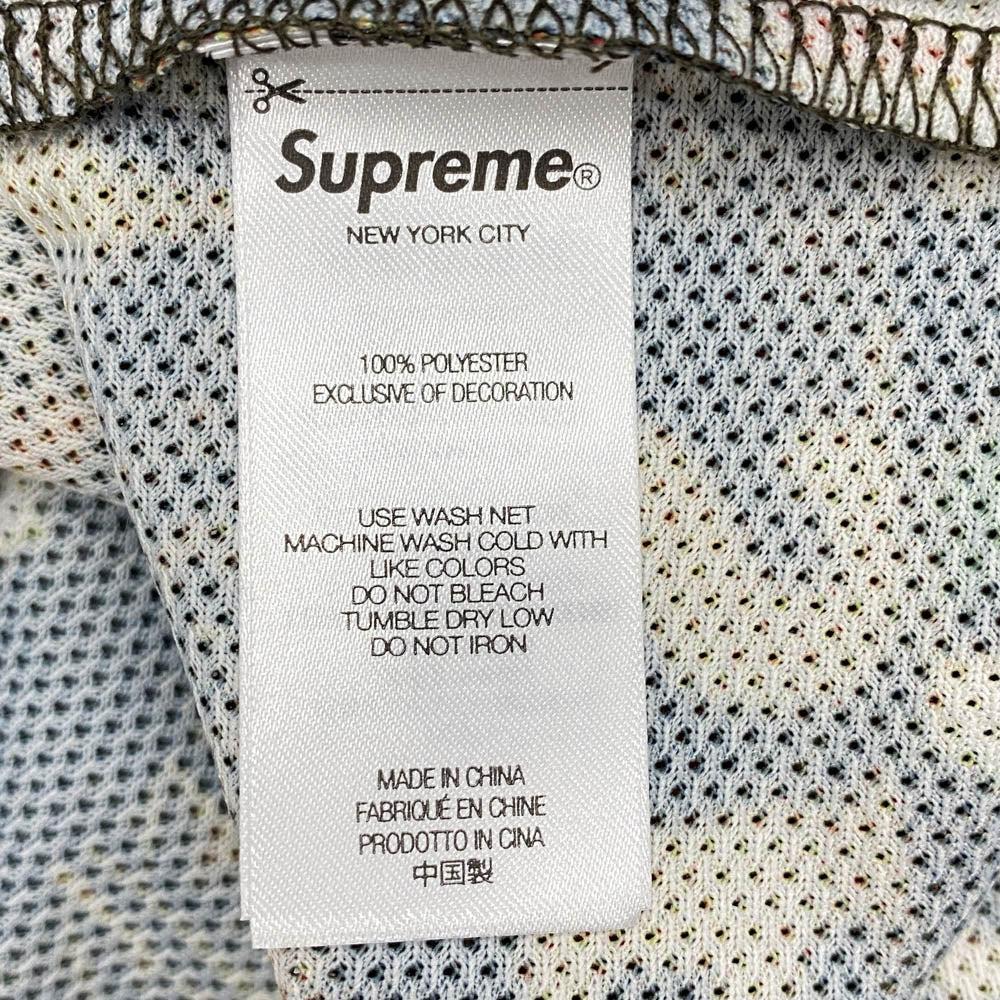 Supreme®
NEW YORK CITY
100% POLYESTER
EXCLUSIVE OF DECORATION
USE WASH NET
MACHINE WASH COLD WITH
LIKE COLORS
DO NOT BLEACH
TUMBLE DRY LOW
DO NOT IRON
MADE IN CHINA
FABRIQUÉ EN CHINE
PRODOTTO IN CINA
中国製